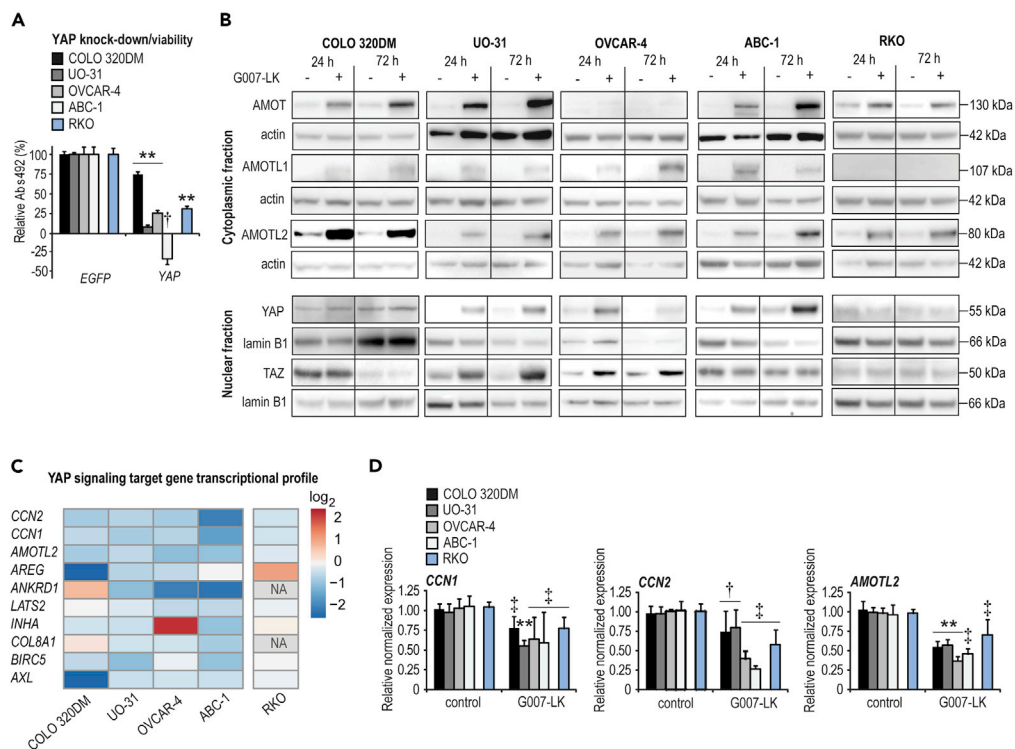 A
YAP knock-down/viability
COLO 320DM
UO-31
OVCAR-4
ABC-1
RKO
Relative Abs492 (%)
100
75
50
25
0
-25
-50
**
†
**
EGFP
YAP
B
COLO 320DM UO-31 OVCAR-4 ABC-1 RKO
24 h 72 h 24 h 72 h 24 h 72 h 24 h 72 h 24 h 72 h
G007-LK - + - + - + - + - + - + - + - + - + - +
Cytoplasmic fraction
AMOT 130 kDa
actin 42 kDa
AMOTL1 107 kDa
actin 42 kDa
AMOTL2 80 kDa
actin 42 kDa
Nuclear fraction
YAP 55 kDa
lamin B1 66 kDa
TAZ 50 kDa
lamin B1 66 kDa
C
YAP signaling target gene transcriptional profile
CCN2
CCN1
AMOTL2
AREG
ANKRD1 NA
LATS2
INHA
COL8A1 NA
BIRC5
AXL
COLO 320DM UO-31 OVCAR-4 ABC-1 RKO
log2
2
1
0
−1
−2
D
COLO 320DM
UO-31
OVCAR-4
ABC-1
RKO
CCN1
Relative normalized expression
1.25
1.00
0.75
0.50
0.25
0
‡
**
‡
control G007-LK
CCN2
Relative normalized expression
1.25
1.00
0.75
0.50
0.25
0
†
‡
control G007-LK
AMOTL2
Relative normalized expression
1.25
1.00
0.75
0.50
0.25
0
**
‡
‡
control G007-LK